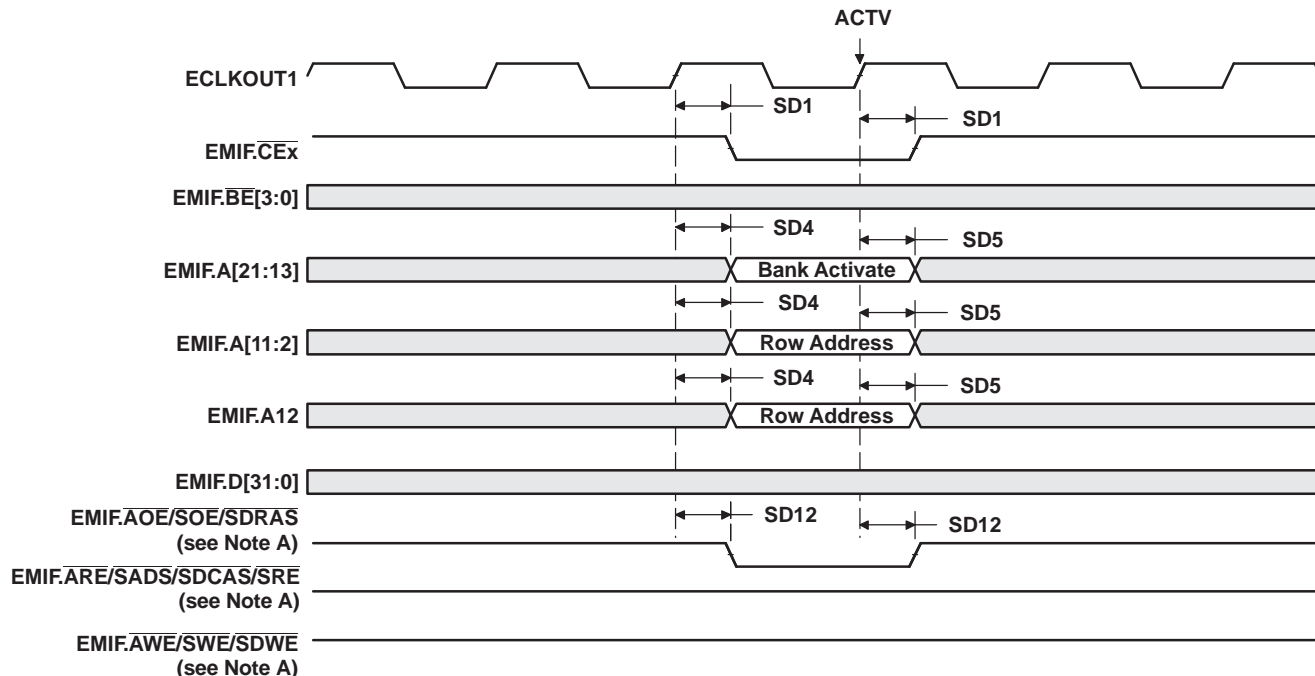 ACTV
ECLKOUT1
SD1
SD1
EMIF.CEx
EMIF.BE[3:0]
SD4
SD5
EMIF.A[21:13]
Bank Activate
SD4
SD5
EMIF.A[11:2]
Row Address
SD4
SD5
EMIF.A12
Row Address
EMIF.D[31:0]
EMIF.AOE/SOE/SDRAS
(see Note A)
SD12
SD12
EMIF.ARE/SADS/SDCAS/SRE
(see Note A)
EMIF.AWE/SWE/SDWE
(see Note A)